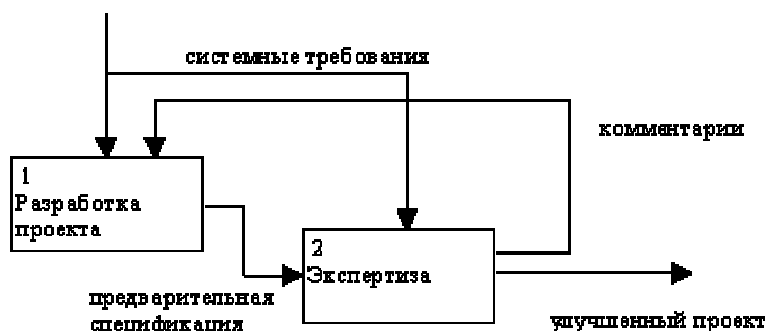 системные требования
комментарии
1
Разработка
проекта
2
Экспертиза
предварительная
спецификация
улучшенный проект